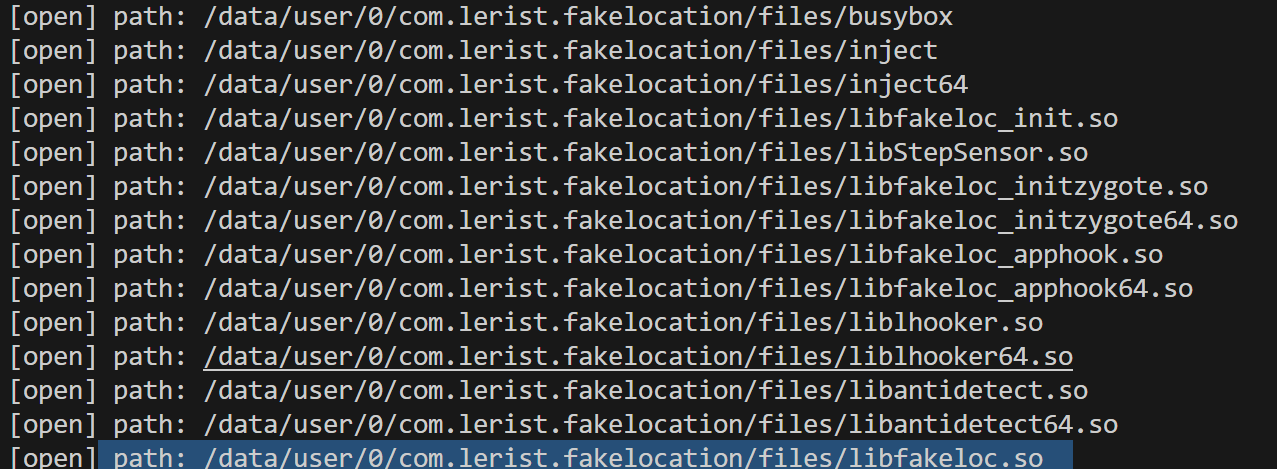 [open] path: /data/user/0/com.lerist.fakelocation/files/busybox
[open] path: /data/user/0/com.lerist.fakelocation/files/inject
[open] path: /data/user/0/com.lerist.fakelocation/files/inject64
[open] path: /data/user/0/com.lerist.fakelocation/files/libfakeloc_init.so
[open] path: /data/user/0/com.lerist.fakelocation/files/libStepSensor.so
[open] path: /data/user/0/com.lerist.fakelocation/files/libfakeloc_initzygote.so
[open] path: /data/user/0/com.lerist.fakelocation/files/libfakeloc_initzygote64.so
[open] path: /data/user/0/com.lerist.fakelocation/files/libfakeloc_apphook.so
[open] path: /data/user/0/com.lerist.fakelocation/files/libfakeloc_apphook64.so
[open] path: /data/user/0/com.lerist.fakelocation/files/liblhooker.so
[open] path: /data/user/0/com.lerist.fakelocation/files/liblhooker64.so
[open] path: /data/user/0/com.lerist.fakelocation/files/libantidetect.so
[open] path: /data/user/0/com.lerist.fakelocation/files/libantidetect64.so
[open] path: /data/user/0/com.lerist.fakelocation/files/libfakeloc.so